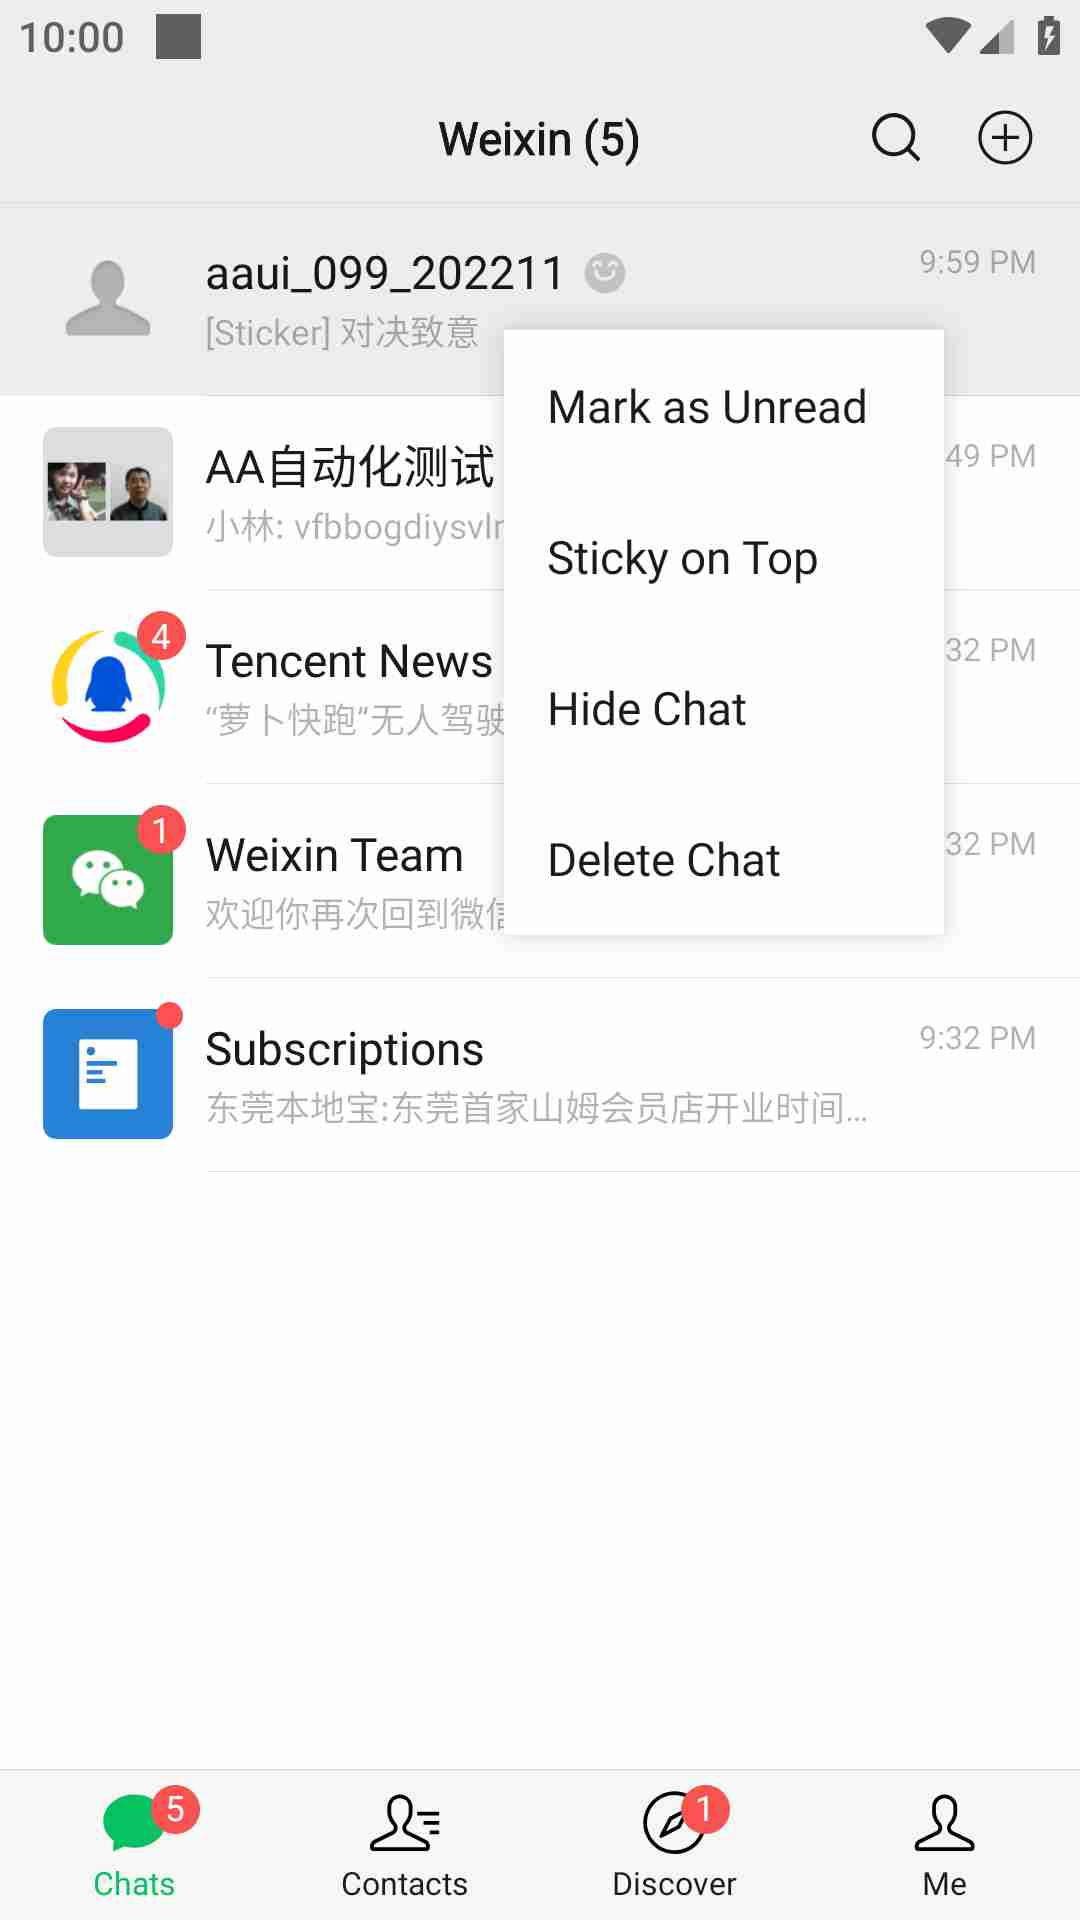 10:00
Weixin (5)
aaui_099_202211
9:59 PM
[Sticker] 对决致意
Mark as Unread
AA自动化测试
49 PM
小林:
Sticky on Top
4
Tencent News
32 PM
“萝卜快跑”无人驾驶
Hide Chat
1
Weixin Team
32 PM
欢迎你再次回到微信
Delete Chat
Subscriptions
9:32 PM
东莞本地宝:东莞首家山姆会员店开业时间...
5
1
Chats
Contacts
Discover
Me